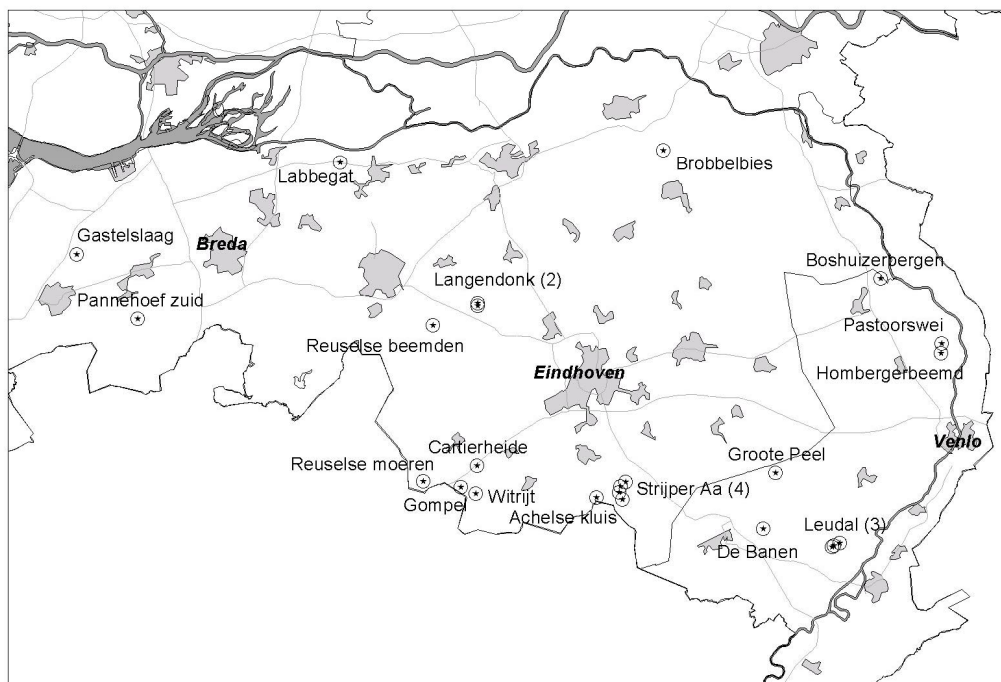 Brobbelbies
Labbegat
Gastelslaag
Breda
Boshuizerbergen
Langendonk (2)
Pannehoef zuid
Pastoorswei
Reuselse beemden
Eindhoven
Hombergerbeemd
Venlo
Cartierheide
Groote Peel
Reuselse moeren
Strijper Aa (4)
Gompel
Witrijt
Achelse kluis
Leudal (3)
De Banen